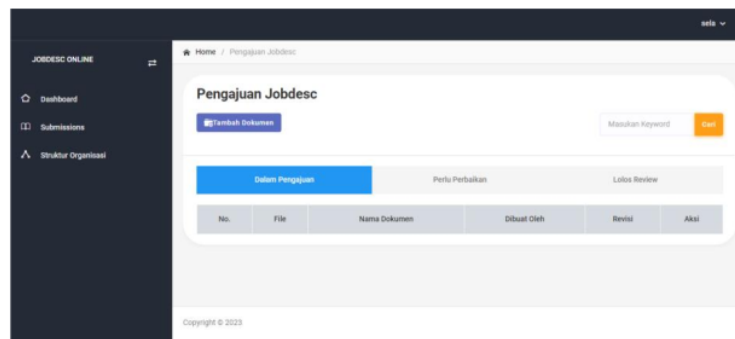 sela
JOBDESC ONLINE
Home / Pengajuan Jobdesc
Dashboard
Submissions
Struktur Organisasi
Pengajuan Jobdesc
Tambah Dokumen
Masukan Keyword
Cari
Dalam Pengajuan
Perlu Perbaikan
Lolos Review
No. File Nama Dokumen Dibuat Oleh Revisi Aksi
Copyright © 2023